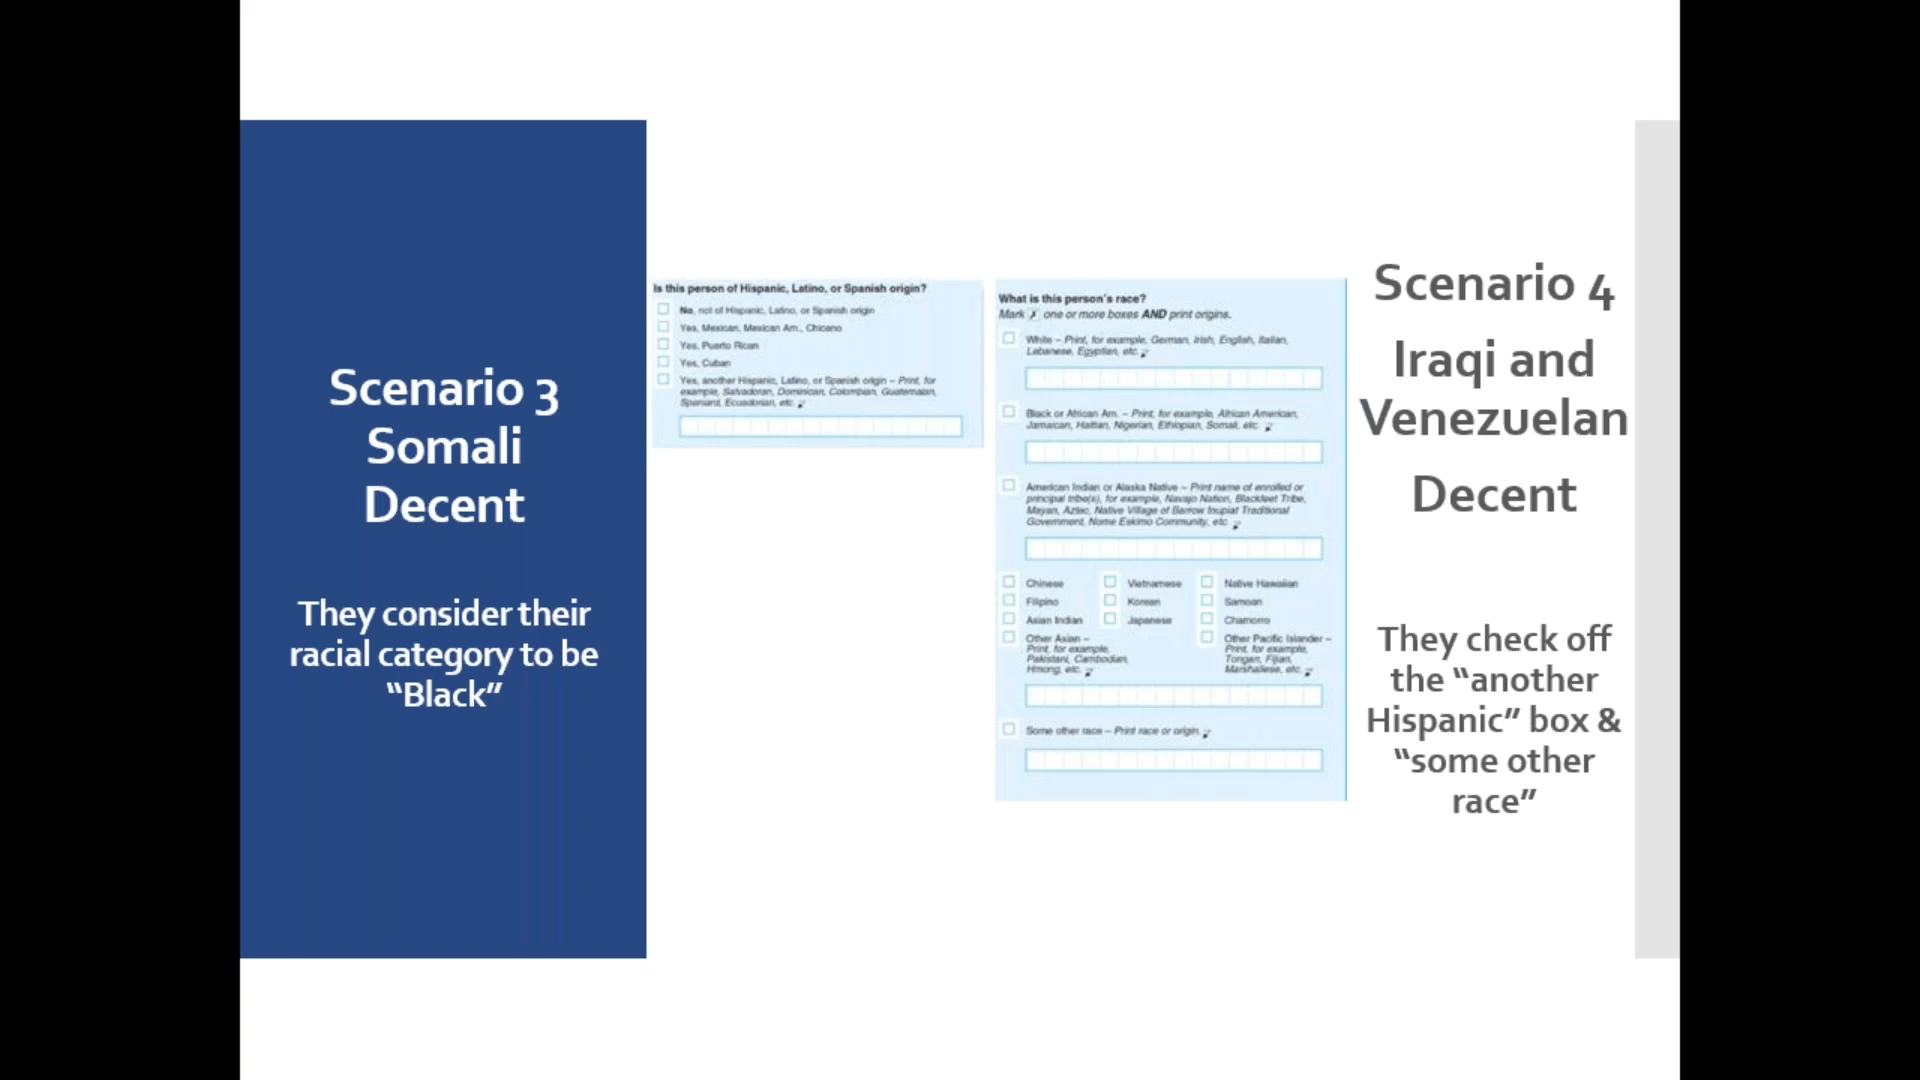 Scenario 3
Somali
Decent
They consider their
racial category to be
“Black”
Is this person of Hispanic, Latino, or Spanish origin?
No, not of Hispanic, Latino, or Spanish origin
Yes, Mexican, Mexican Am., Chicano
Yes, Puerto Rican
Yes, Cuban
Yes, another Hispanic, Latino, or Spanish origin – Print, for
example, Salvadoran, Dominican, Colombian, Guatemalan,
Spaniard, Ecuadorian, etc.
What is this person's race?
Mark X one or more boxes AND print origins.
White – Print, for example, German, Irish, English, Italian,
Lebanese, Egyptian, etc.
Black or African Am. – Print, for example, African American,
Jamaican, Haitian, Nigerian, Ethiopian, Somali, etc.
American Indian or Alaska Native – Print name of enrolled or
principal tribe(s), for example, Navajo Nation, Blackfeet Tribe,
Mayan, Aztec, Native Village of Barrow Inupiat Traditional
Government, Nome Eskimo Community, etc.
Chinese
Vietnamese
Native Hawaiian
Filipino
Korean
Samoan
Asian Indian
Japanese
Chamorro
Other Asian –
Print, for example,
Pakistani, Cambodian,
Hmong, etc.
Other Pacific Islander –
Print, for example,
Tongan, Fijian,
Marshallese, etc.
Some other race – Print race or origin.
Scenario 4
Iraqi and
Venezuelan
Decent
They check off
the “another
Hispanic” box &
“some other
race”